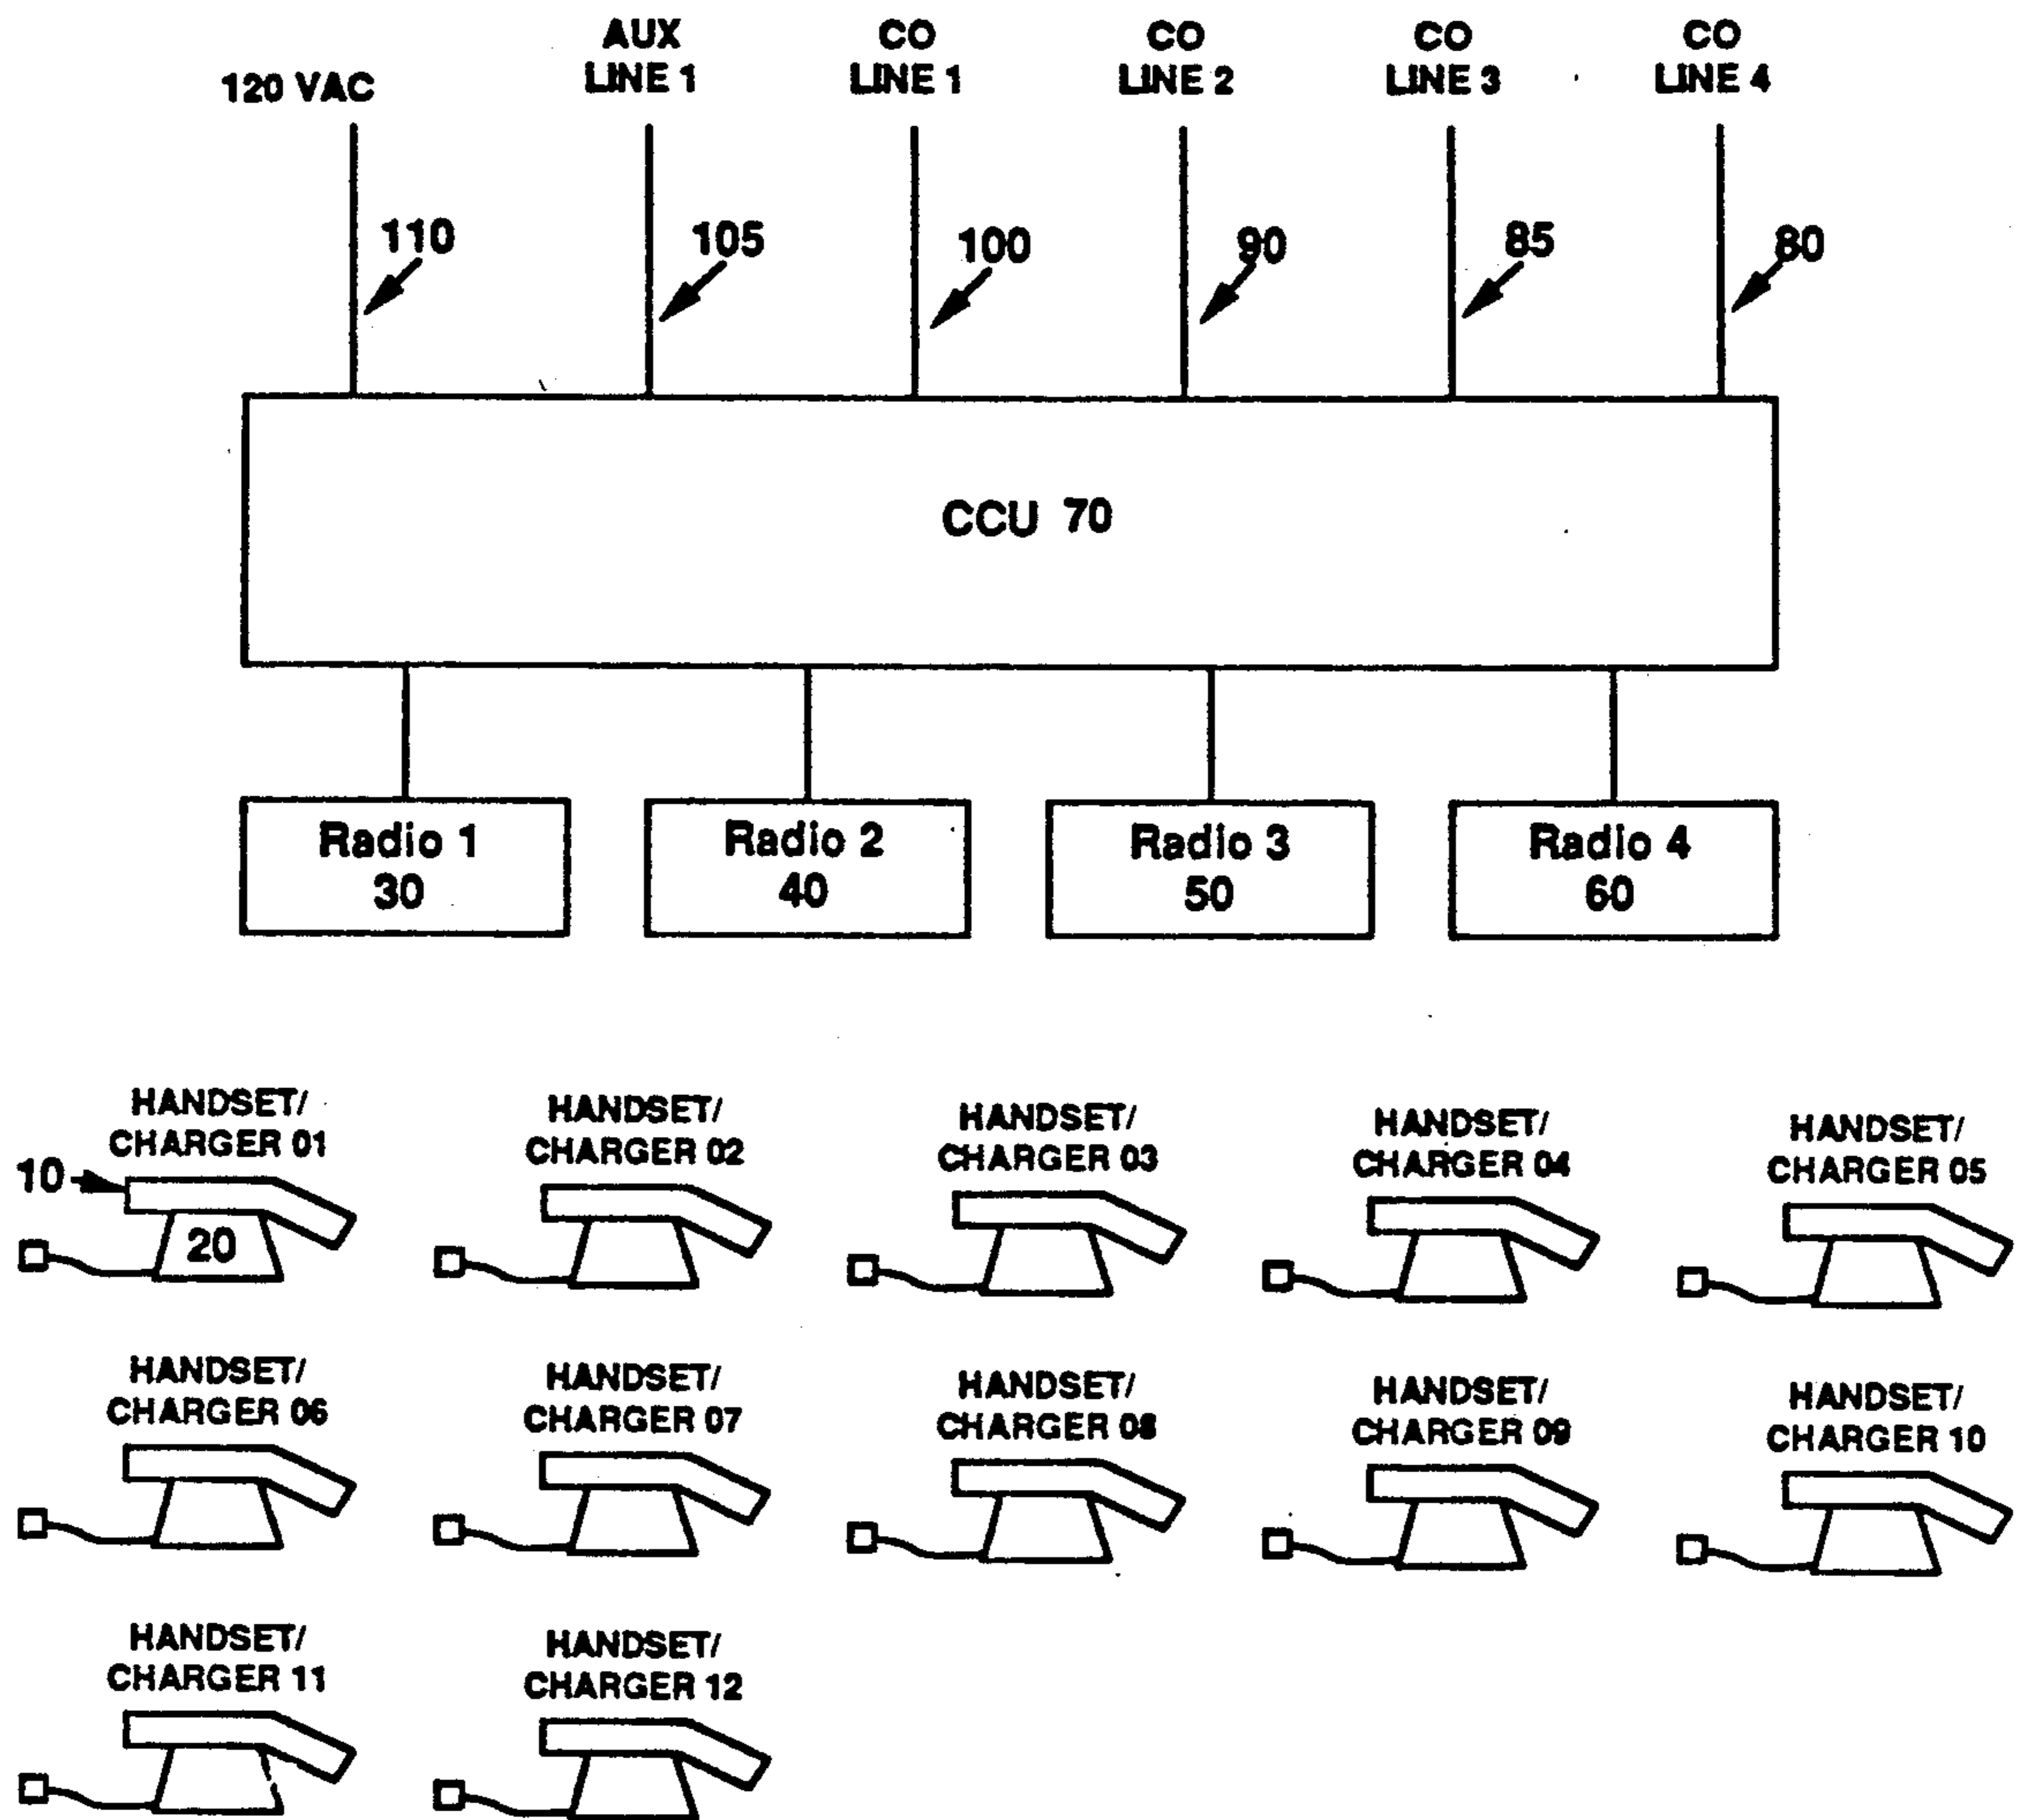 120 VAC
AUX
LINE 1
CO
LINE 1
CO
LINE 2
CO
LINE 3
CO
LINE 4
110
105
100
90
85
80
CCU 70
Radio 1
30
Radio 2
40
Radio 3
50
Radio 4
60
HANDSET/
CHARGER 01
HANDSET/
CHARGER 02
HANDSET/
CHARGER 03
HANDSET/
CHARGER 04
HANDSET/
CHARGER 05
10
20
HANDSET/
CHARGER 06
HANDSET/
CHARGER 07
HANDSET/
CHARGER 08
HANDSET/
CHARGER 09
HANDSET/
CHARGER 10
HANDSET/
CHARGER 11
HANDSET/
CHARGER 12